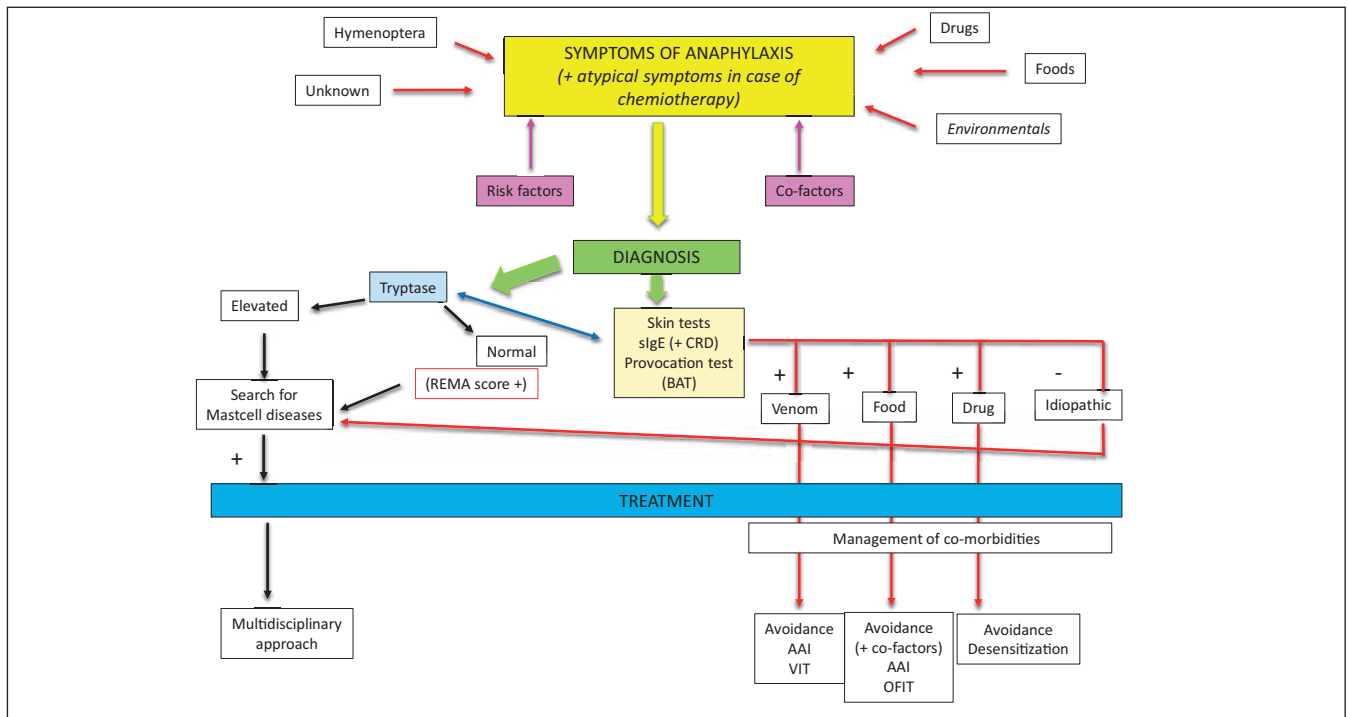 Hymenoptera
Drugs
SYMPTOMS OF ANAPHYLAXIS
(+ atypical symptoms in case of
chemiotherapy)
Foods
Unknown
Environmentals
Risk factors
Co-factors
DIAGNOSIS
Tryptase
Elevated
Skin tests
sIgE (+ CRD)
Provocation test
(BAT)
Normal
(REMA score +)
+
+
+
-
Search for
Mastcell diseases
Venom
Food
Drug
Idiopathic
+
TREATMENT
Management of co-morbidities
Multidisciplinary
approach
Avoidance
AAI
VIT
Avoidance
(+ co-factors)
AAI
OFIT
Avoidance
Desensitization